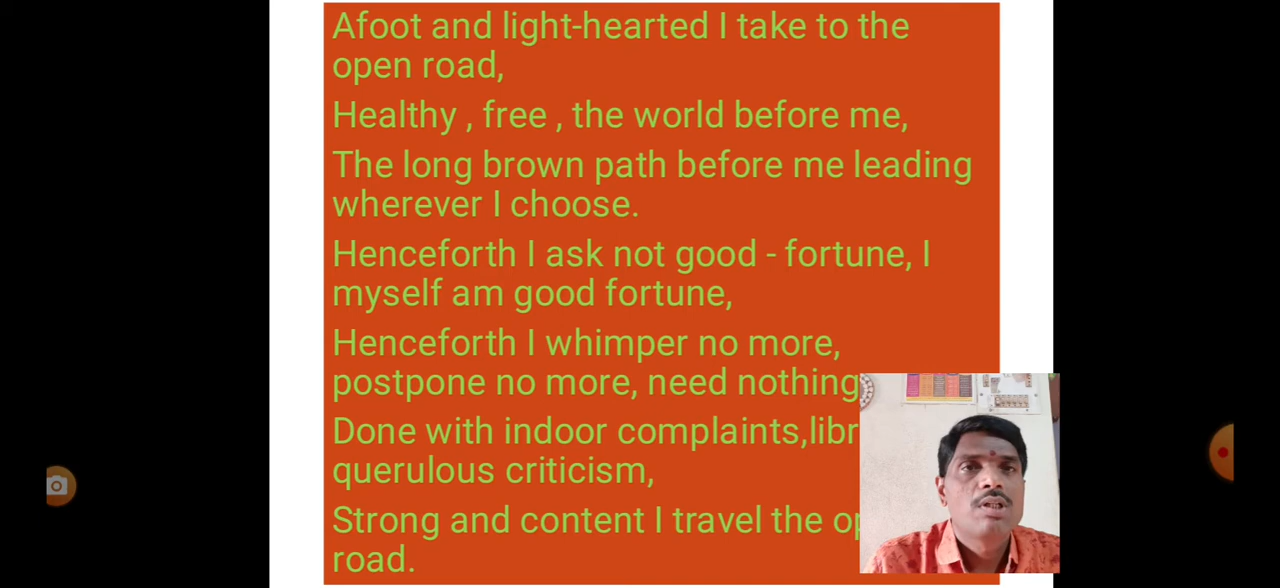 Afoot and light-hearted I take to the
open road,
Healthy , free , the world before me,
The long brown path before me leading
wherever I choose.
Henceforth I ask not good - fortune, I
myself am good fortune,
Henceforth I whimper no more,
postpone no more, need nothing
Done with indoor complaints,libr
querulous criticism,
Strong and content I travel the op
road.